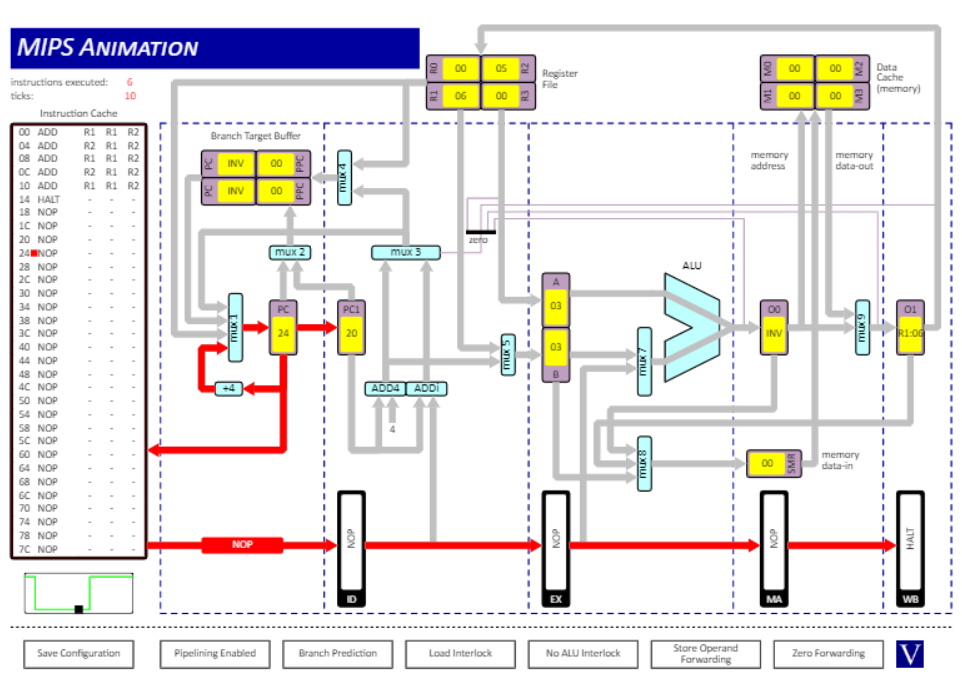 MIPS ANIMATION
instructions executed: 6
ticks: 10
Instruction Cache
00 ADD R1 R1 R2
04 ADD R2 R1 R2
08 ADD R1 R1 R2
0C ADD R2 R1 R2
10 ADD R1 R1 R2
14 HALT - - -
18 NOP - - -
1C NOP - - -
20 NOP - - -
24 NOP - - -
28 NOP - - -
2C NOP - - -
30 NOP - - -
34 NOP - - -
38 NOP - - -
3C NOP - - -
40 NOP - - -
44 NOP - - -
48 NOP - - -
4C NOP - - -
50 NOP - - -
54 NOP - - -
58 NOP - - -
5C NOP - - -
60 NOP - - -
64 NOP - - -
68 NOP - - -
6C NOP - - -
70 NOP - - -
74 NOP - - -
78 NOP - - -
7C NOP - - -
R0 00 05 R2
R1 06 00 R3
Register
File
M0 00 00 M2
M1 00 00 M3
Data
Cache
(memory)
Branch Target Buffer
PC INV 00 PPC
PC INV 00 PPC
mux 4
memory
address
memory
data-out
zero
mux 2
mux 3
ALU
mux 1
PC
24
PC1
20
A
03
03
B
mux 5
mux 7
O0
INV
mux 9
O1
R1:06
+4
ADD4
ADDi
4
mux 8
00 SMR
memory
data-in
NOP
NOP
ID
NOP
EX
NOP
MA
HALT
WB
Save Configuration
Pipelining Enabled
Branch Prediction
Load Interlock
No ALU Interlock
Store Operand
Forwarding
Zero Forwarding
V